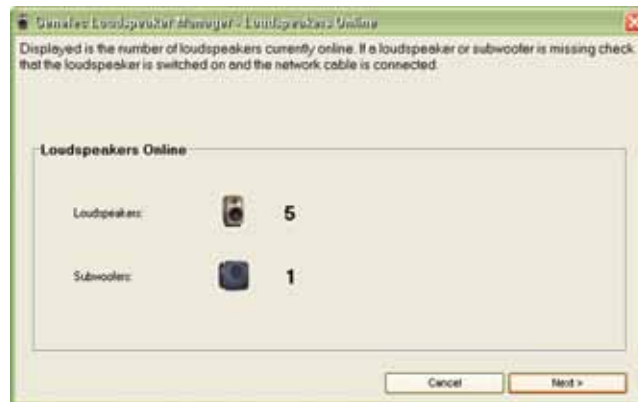 Genelec Loudspeaker Manager - Loudspeakers Online
Displayed is the number of loudspeakers currently online. If a loudspeaker or subwoofer is missing check
that the loudspeaker is switched on and the network cable is connected.
Loudspeakers Online
Loudspeakers: 5
Subwoofers: 1
Cancel Next >